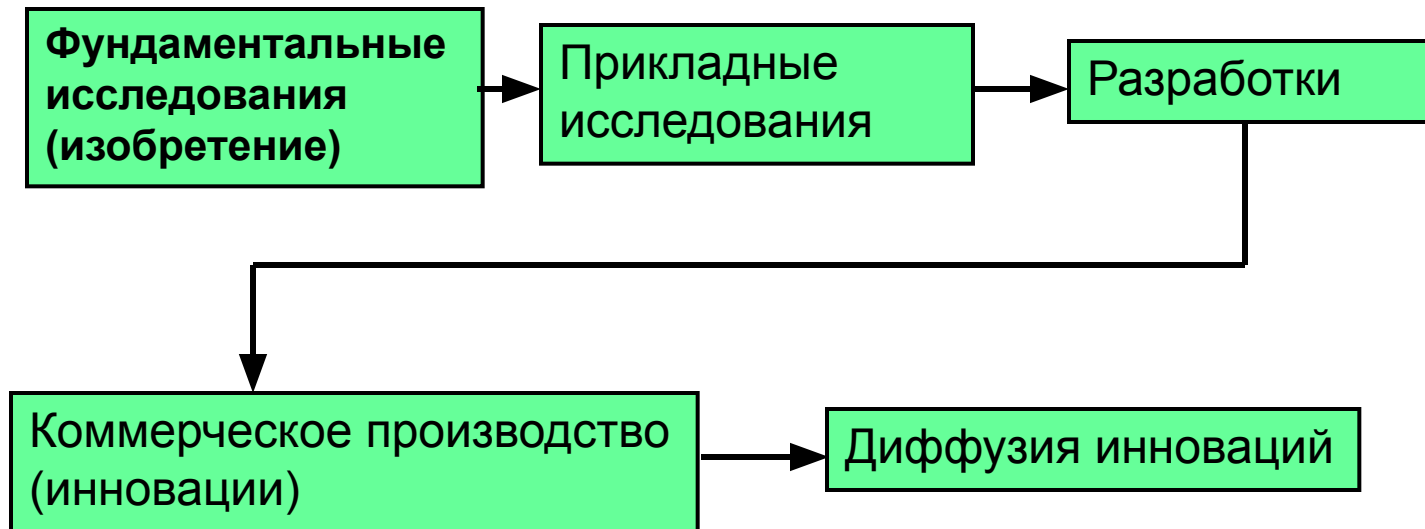 Фундаментальные
исследования
(изобретение)
Прикладные
исследования
Разработки
Коммерческое производство
(инновации)
Диффузия инноваций